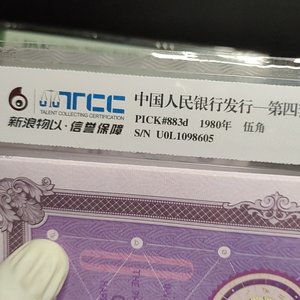 TCC
TALENT COLLECTING CERTIFICATION
新浪物以·信誉保障
中国人民银行发行—第四
PICK#883d 1980年 伍角
S/N U0L1098605